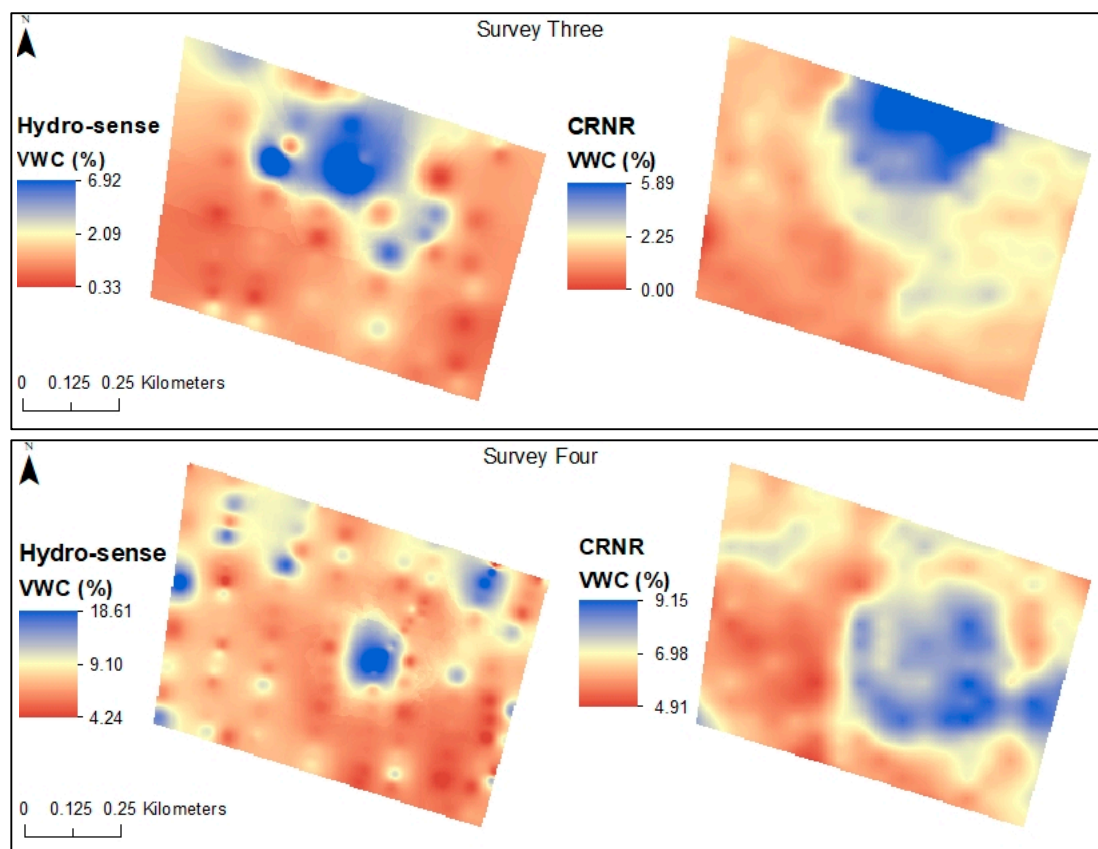 N
Survey Three
Hydro-sense
VWC (%)
6.92
2.09
0.33
CRNR
VWC (%)
5.89
2.25
0.00
0 0.125 0.25 Kilometers
N
Survey Four
Hydro-sense
VWC (%)
18.61
9.10
4.24
CRNR
VWC (%)
9.15
6.98
4.91
0 0.125 0.25 Kilometers